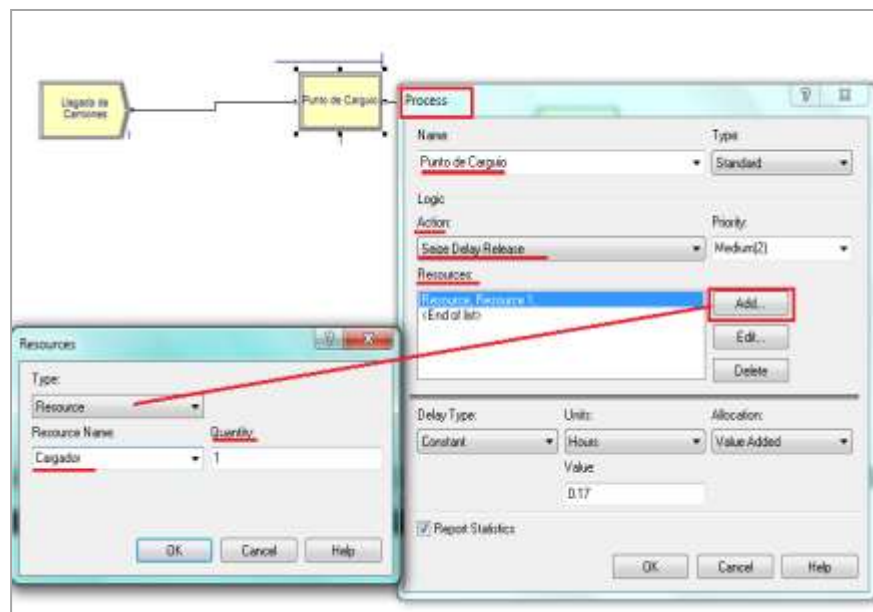 Llegada de
Camiones
Punto de Carguio
Process
Name
Type
Punto de Carguio
Standard
Logic
Action:
Priority:
Seize Delay Release
Medium(2)
Resources:
Resource, Resource 1,
<End of list>
Add...
Edit...
Delete
Delay Type:
Units:
Allocation:
Constant
Hours
Value Added
Value
0.17
Report Statistics
OK
Cancel
Help
Resources
Type:
Resource
Resource Name
Quantity:
Cargador
1
OK
Cancel
Help